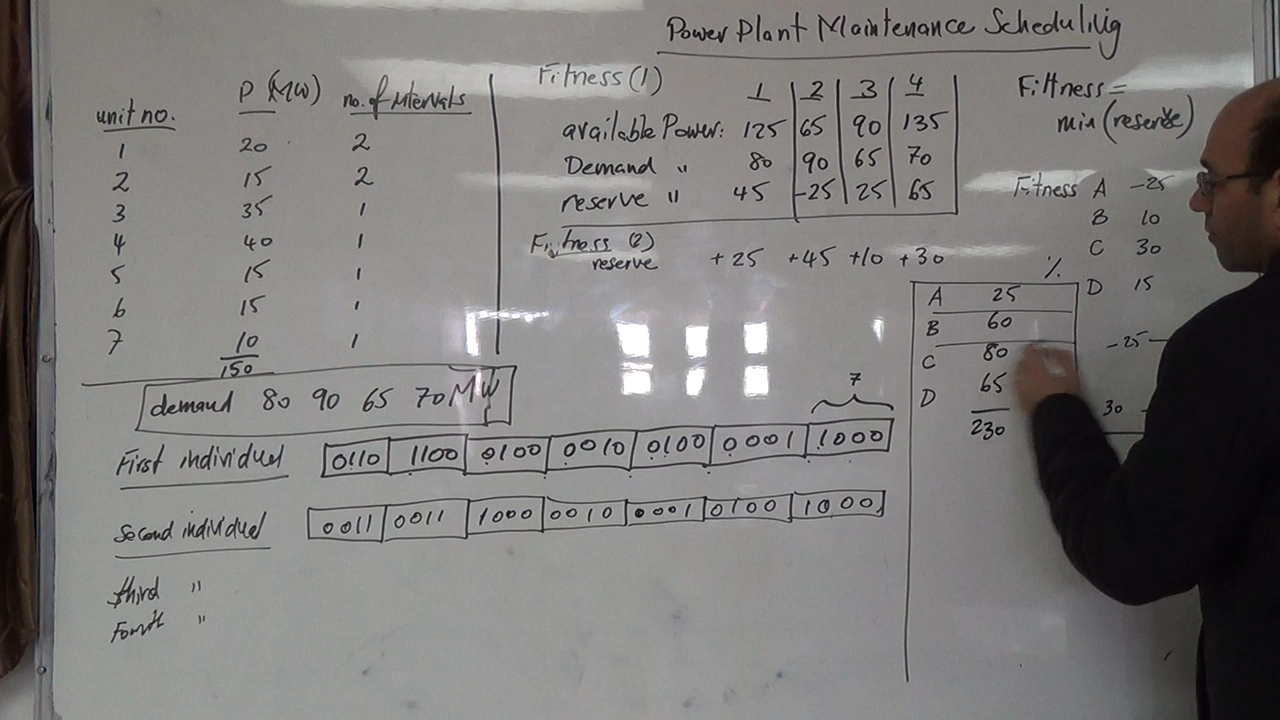 Power Plant Maintenance Scheduling
unit no. P (MW) no. of intervals
1 20 2
2 15 2
3 35 1
4 40 1
5 15 1
6 15 1
7 10 1
150
demand 80 90 65 70 MW
Fitness (1) 1 2 3 4
available Power: 125 65 90 135
Demand " 80 90 65 70
reserve " 45 -25 25 65
Fitness (2)
reserve +25 +45 +10 +30
Fittness =
min (reserve)
Fitness A -25
B 10
C 30
D 15
%
A 25
B 60
C 80
D 65
230
-25
30
7
First individuel 0110 1100 0100 0010 0100 0001 1000
Second individuel 0011 0011 1000 0010 0001 0100 1000
third "
Fourth "